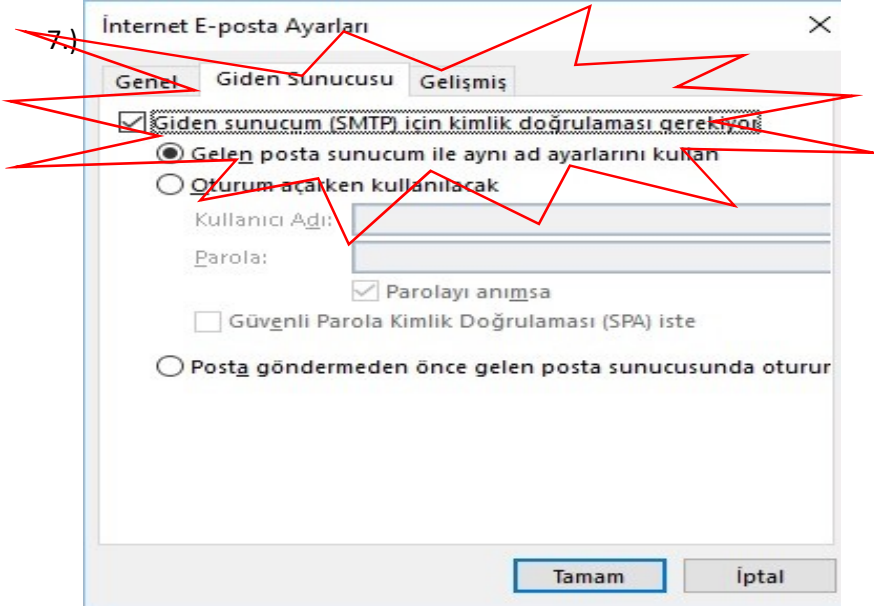 İnternet E-posta Ayarları
7.)
Genel Giden Sunucusu Gelişmiş
Giden sunucum (SMTP) için kimlik doğrulaması gerekiyor
Gelen posta sunucum ile aynı ad ayarlarını kullan
Oturum açarken kullanılacak
Kullanıcı Adı:
Parola:
Parolayı anımsa
Güvenli Parola Kimlik Doğrulaması (SPA) iste
Posta göndermeden önce gelen posta sunucusunda oturur
Tamam İptal